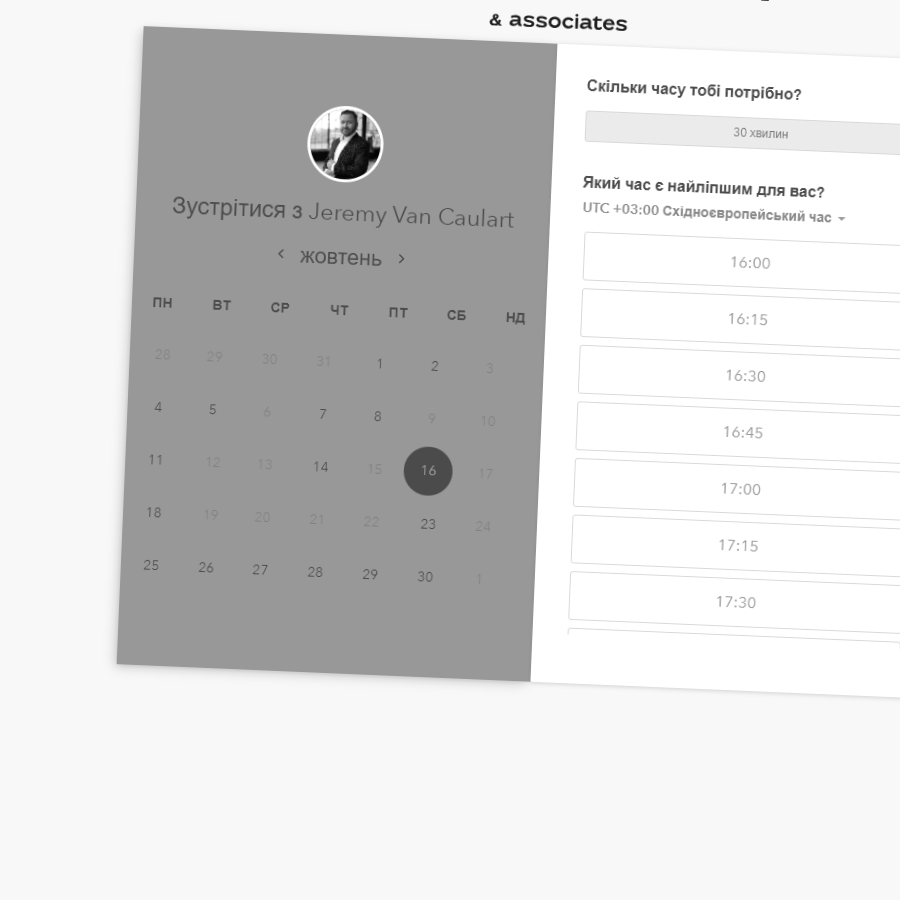 & associates
Скільки часу тобі потрібно?
30 хвилин
Зустрітися з Jeremy Van Caulart
жовтень
ПН ВТ СР ЧТ ПТ СБ НД
28 29 30 31 1 2 3
4 5 6 7 8 9 10
11 12 13 14 15 16 17
18 19 20 21 22 23 24
25 26 27 28 29 30 1
Який час є найліпшим для вас?
UTC +03:00 Східноєвропейський час
16:00
16:15
16:30
16:45
17:00
17:15
17:30